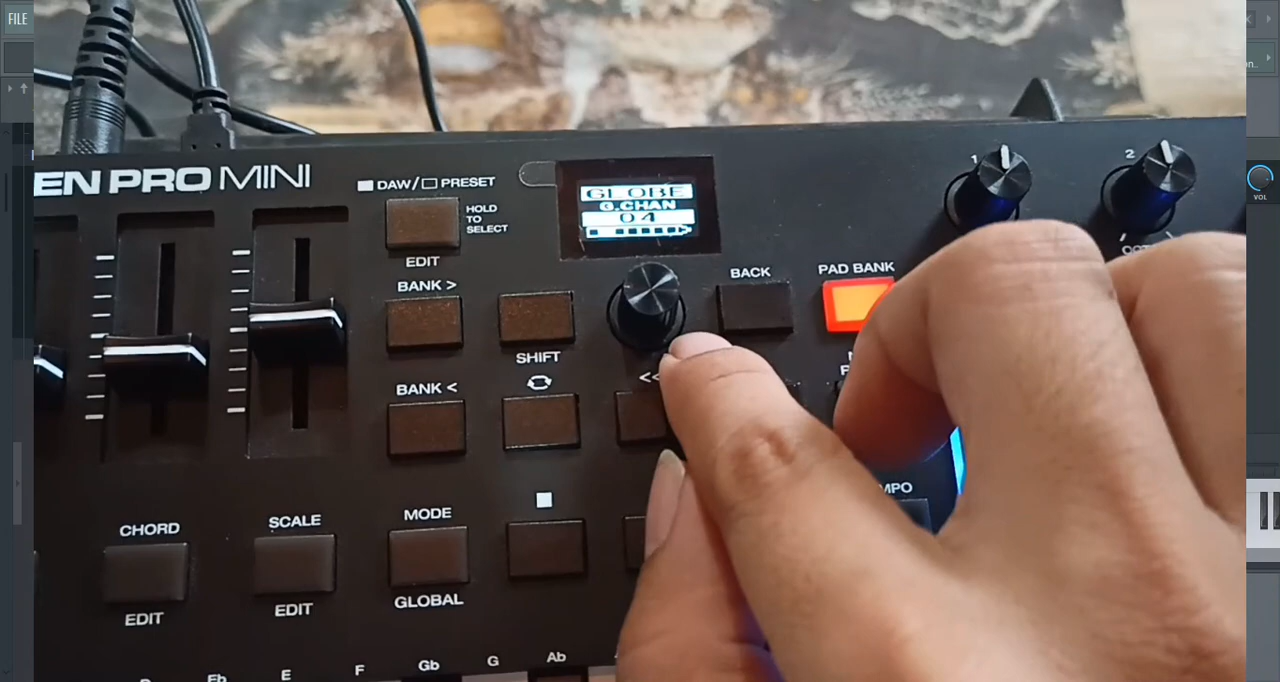 FILE
EN PRO MINI
DAW/ PRESET
HOLD
TO
SELECT
EDIT
GLOBE
G.CHAN
04
1
2
BANK >
BACK
PAD BANK
SHIFT
BANK <
<<
VOL
CHORD
SCALE
MODE
EDIT
EDIT
GLOBAL
MPO
Eb
E
F
Gb
G
Ab